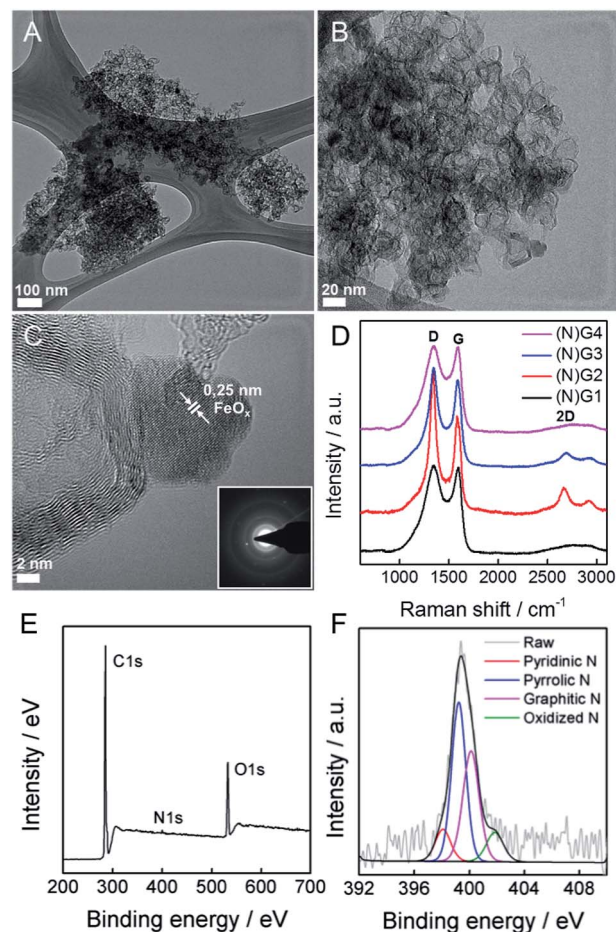 A
100 nm
B
20 nm
C
0,25 nm
FeOₓ
2 nm
D
D
G
2D
(N)G4
(N)G3
(N)G2
(N)G1
Intensity / a.u.
1000 1500 2000 2500 3000
Raman shift / cm⁻¹
E
C1s
N1s
O1s
Intensity / eV
200 300 400 500 600 700
Binding energy / eV
F
Raw
Pyridinic N
Pyrrolic N
Graphitic N
Oxidized N
Intensity / a.u.
392 396 400 404 408
Binding energy / eV